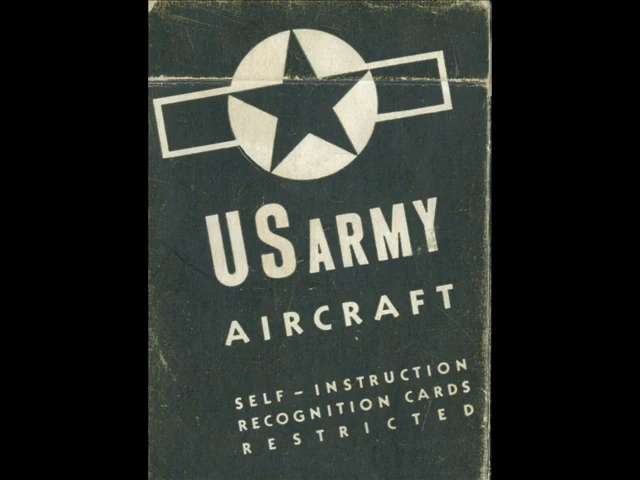 US ARMY
AIRCRAFT
SELF - INSTRUCTION
RECOGNITION CARDS
RESTRICTED